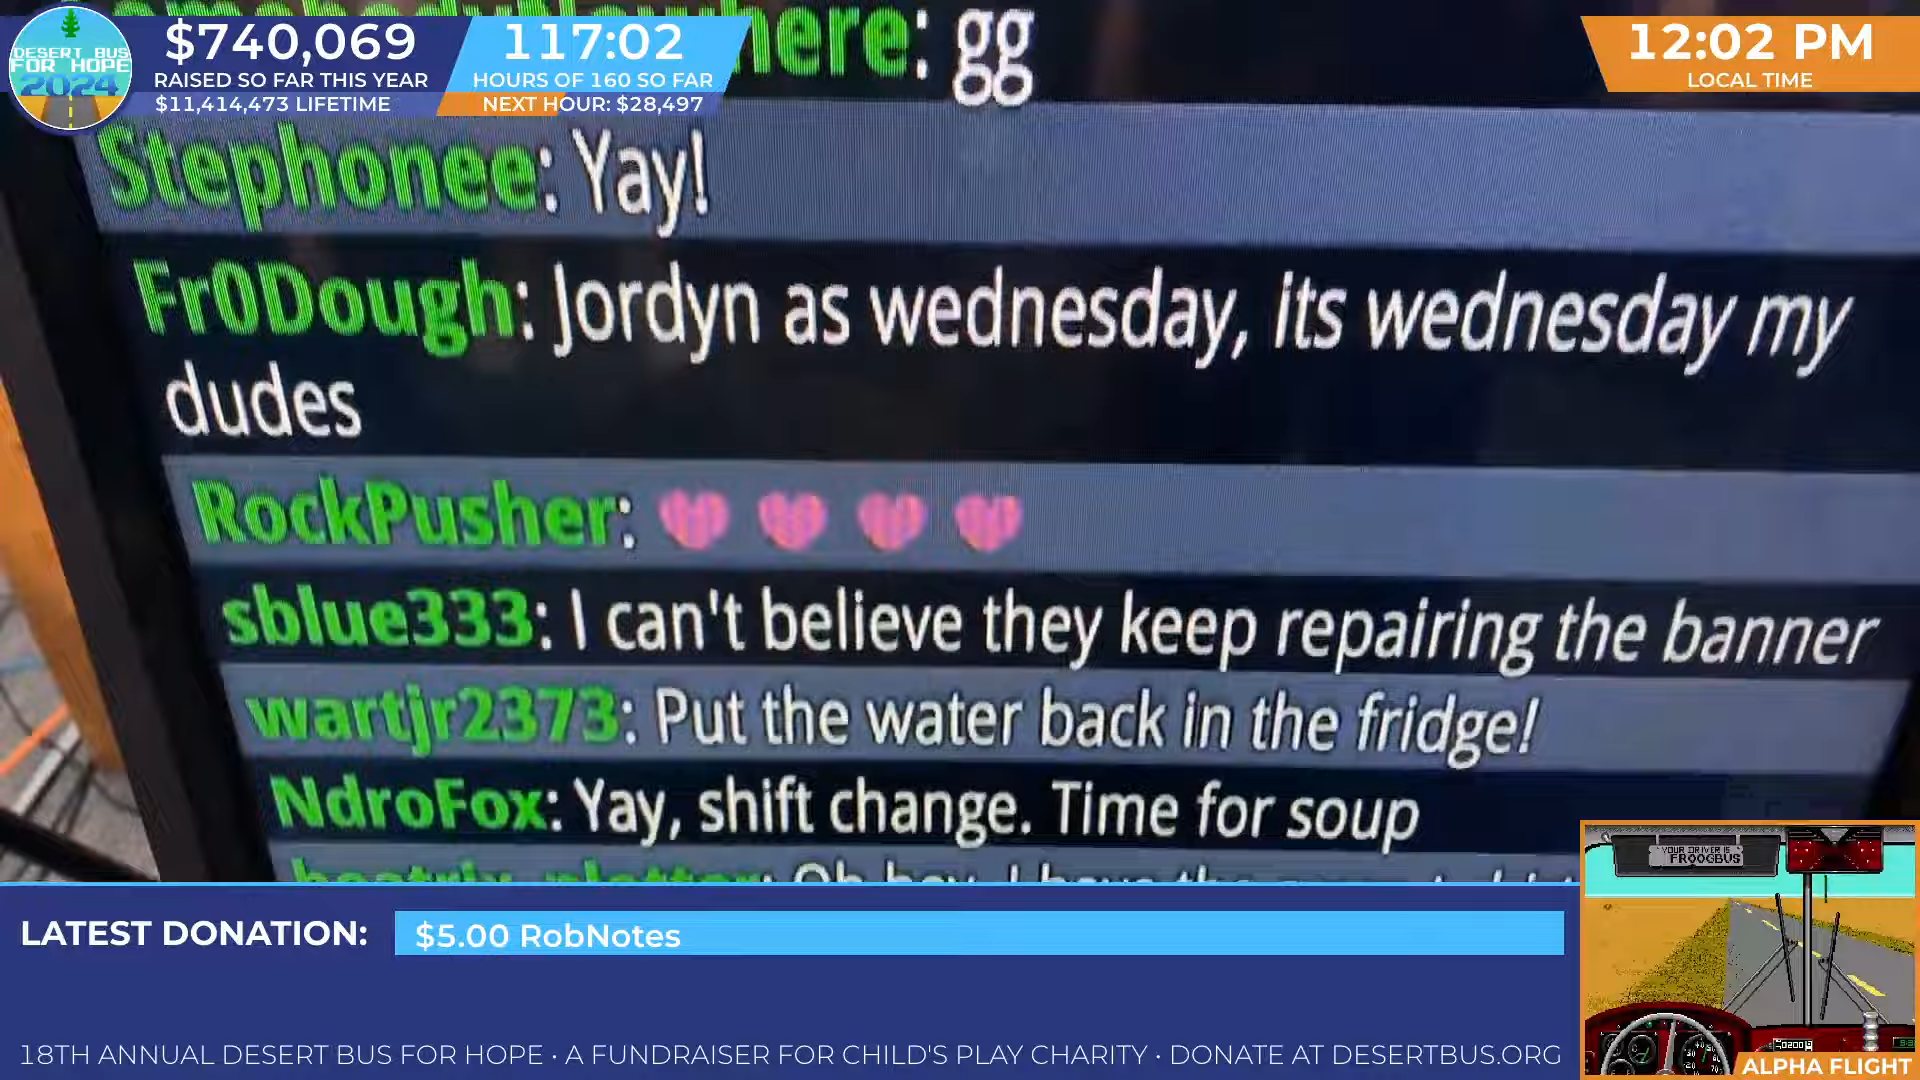 DESERT BUS
FOR HOPE
2024
$740,069
RAISED SO FAR THIS YEAR
$11,414,473 LIFETIME
117:02
HOURS OF 160 SO FAR
NEXT HOUR: $28,497
12:02 PM
LOCAL TIME
here: gg
Stephonee: Yay!
Fr0Dough: Jordyn as wednesday, its wednesday my
dudes
RockPusher: 
sblue333: I can't believe they keep repairing the banner
wartjr2373: Put the water back in the fridge!
NdroFox: Yay, shift change. Time for soup
YOUR DRIVER IS
FROOGBUS
LATEST DONATION: $5.00 RobNotes
18TH ANNUAL DESERT BUS FOR HOPE · A FUNDRAISER FOR CHILD'S PLAY CHARITY · DONATE AT DESERTBUS.ORG
ALPHA FLIGHT